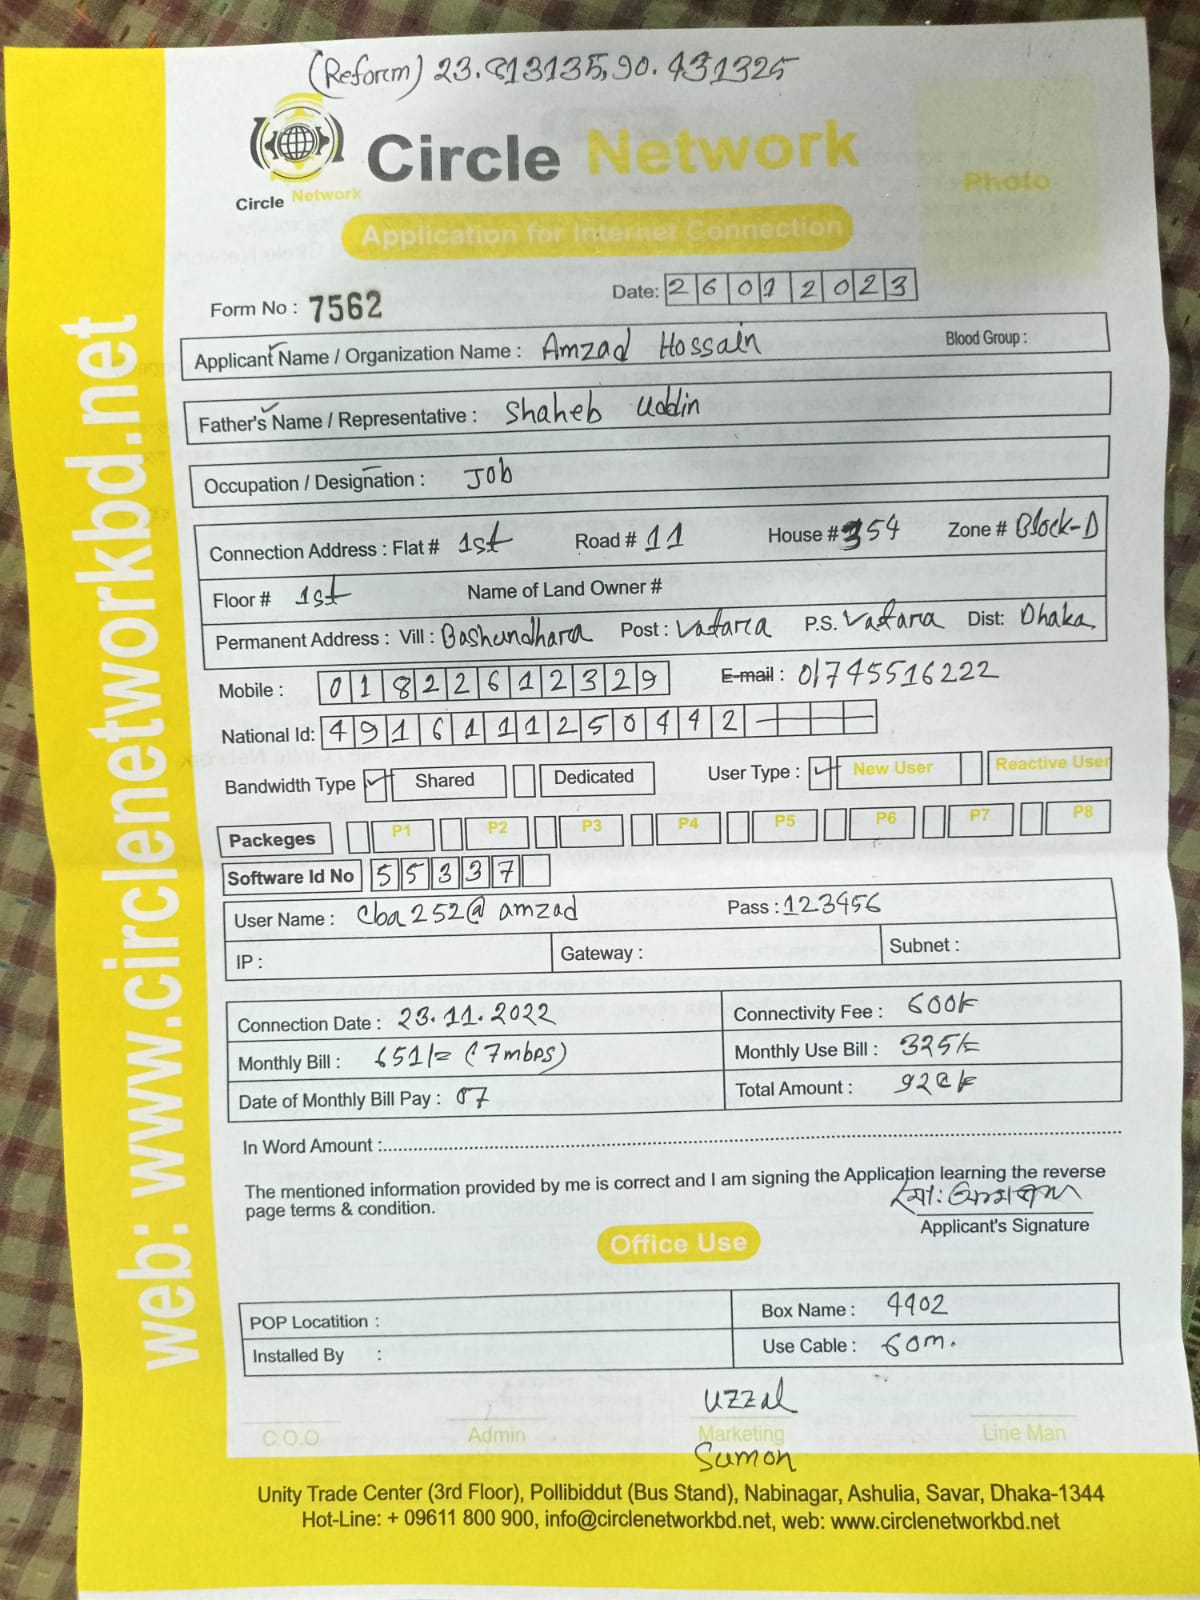 (Reform) 23.813135, 90.431325
Circle Network
Circle Network
Photo
Application for Internet Connection
Form No : 7562 Date: 26012023
Applicant Name / Organization Name : Amzad Hossain Blood Group :
Father's Name / Representative : Shaheb Uddin
Occupation / Designation : Job
Connection Address : Flat # 1st Road # 11 House # 354 Zone # Block-D
Floor # 1st Name of Land Owner #
Permanent Address : Vill : Bashundhara Post : Vatara P.S. Vatara Dist: Dhaka.
Mobile : 01822612329 E-mail : 01745516222
National Id: 4916111250442
Bandwidth Type Shared Dedicated User Type : New User Reactive User
Packeges P1 P2 P3 P4 P5 P6 P7 P8
Software Id No 55337
User Name : Cba252@amzad Pass : 123456
IP : Gateway : Subnet :
Connection Date : 23.11.2022 Connectivity Fee : 600/=
Monthly Bill : 651/= (7mbps) Monthly Use Bill : 325/=
Date of Monthly Bill Pay : 07 Total Amount :
In Word Amount :
The mentioned information provided by me is correct and I am signing the Application learning the reverse
page terms & condition.
Applicant's Signature
Office Use
POP Locatition : Box Name : 4902
Installed By : Use Cable : 60m.
Uzzal
C.O.O Admin Marketing Line Man
Sumon
Unity Trade Center (3rd Floor), Pollibiddut (Bus Stand), Nabinagar, Ashulia, Savar, Dhaka-1344
Hot-Line: + 09611 800 900, info@circlenetworkbd.net, web: www.circlenetworkbd.net
web: www.circlenetworkbd.net